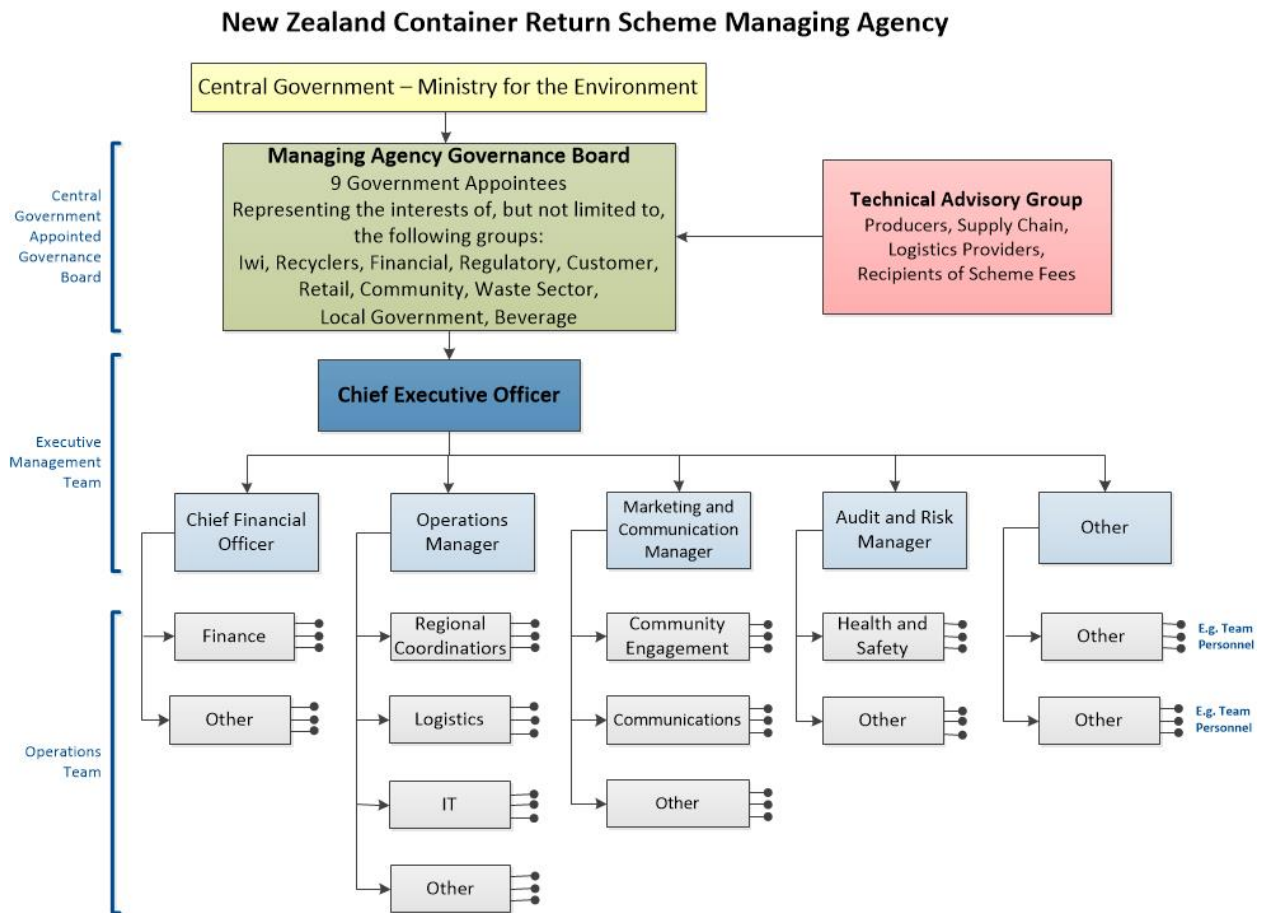 New Zealand Container Return Scheme Managing Agency
Central Government – Ministry for the Environment
Central
Government
Appointed
Governance
Board
Managing Agency Governance Board
9 Government Appointees
Representing the interests of, but not limited to,
the following groups:
Iwi, Recyclers, Financial, Regulatory, Customer,
Retail, Community, Waste Sector,
Local Government, Beverage
Technical Advisory Group
Producers, Supply Chain,
Logistics Providers,
Recipients of Scheme Fees
Executive
Management
Team
Chief Executive Officer
Chief Financial
Officer
Operations
Manager
Marketing and
Communication
Manager
Audit and Risk
Manager
Other
Operations
Team
Finance
Other
Regional
Coordinatiors
Logistics
IT
Other
Community
Engagement
Communications
Other
Health and
Safety
Other
Other
E.g. Team
Personnel
Other
E.g. Team
Personnel